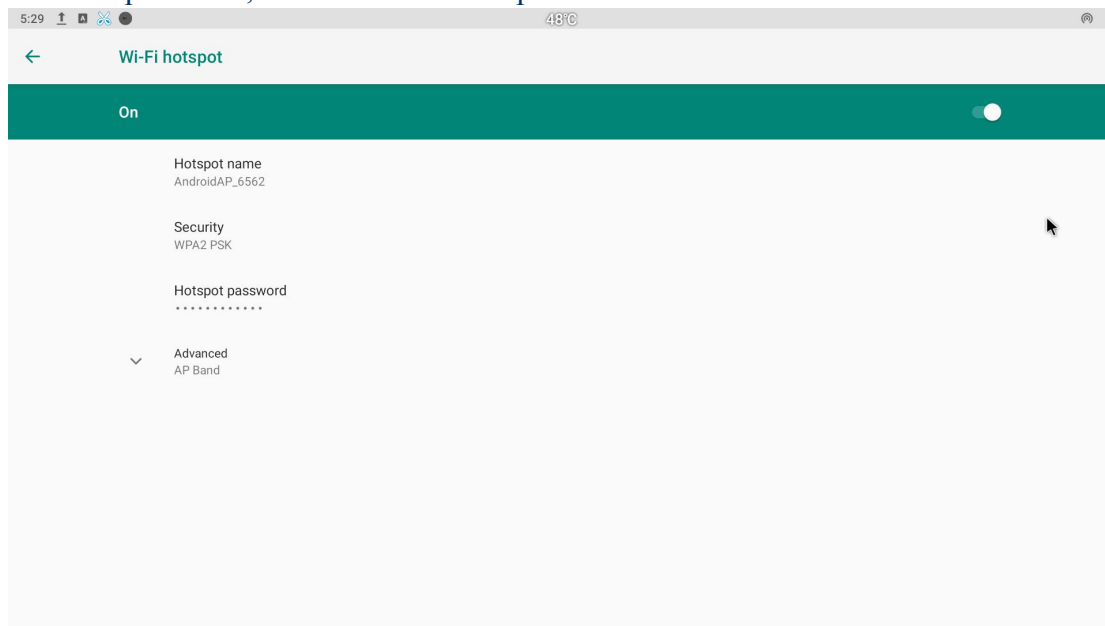 5:29 A 48°C
Wi-Fi hotspot
On
Hotspot name
AndroidAP_6562
Security
WPA2 PSK
Hotspot password
••••••••••••
Advanced
AP Band